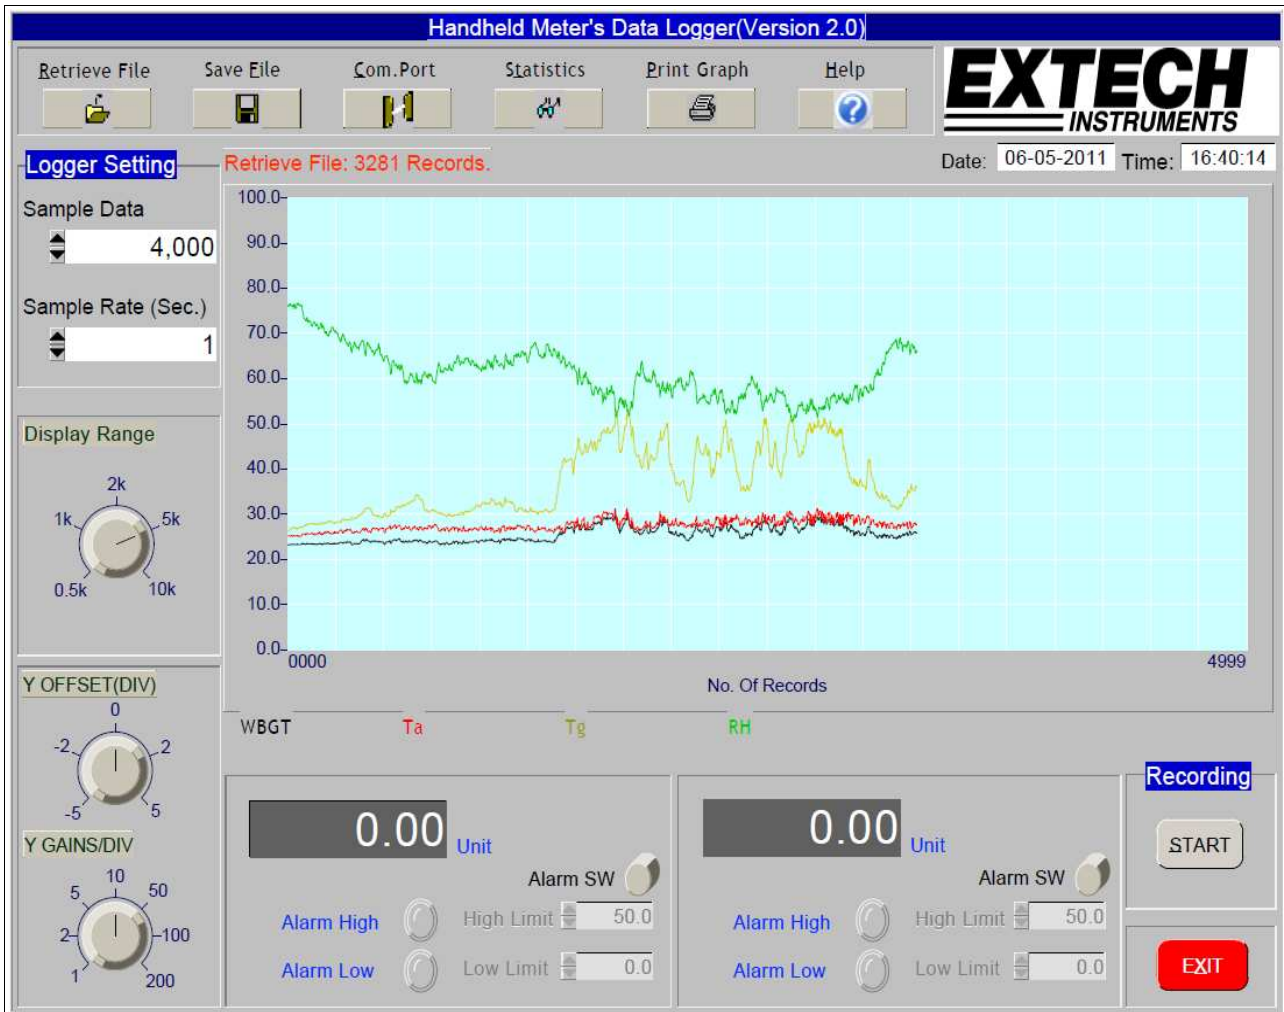 Handheld Meter's Data Logger(Version 2.0)
Retrieve File Save File Com.Port Statistics Print Graph Help
EXTECH
INSTRUMENTS
Logger Setting
Retrieve File: 3281 Records.
Date: 06-05-2011 Time: 16:40:14
Sample Data
4,000
Sample Rate (Sec.)
1
100.0
90.0
80.0
70.0
60.0
50.0
40.0
30.0
20.0
10.0
0.0
0000 4999
No. Of Records
WBGT Ta Tg RH
Display Range
2k
1k 5k
0.5k 10k
Y OFFSET(DIV)
0
-2 2
-5 5
Y GAINS/DIV
10
5 50
2 100
1 200
0.00 Unit
Alarm SW
Alarm High High Limit 50.0
Alarm Low Low Limit 0.0
0.00 Unit
Alarm SW
Alarm High High Limit 50.0
Alarm Low Low Limit 0.0
Recording
START
EXIT